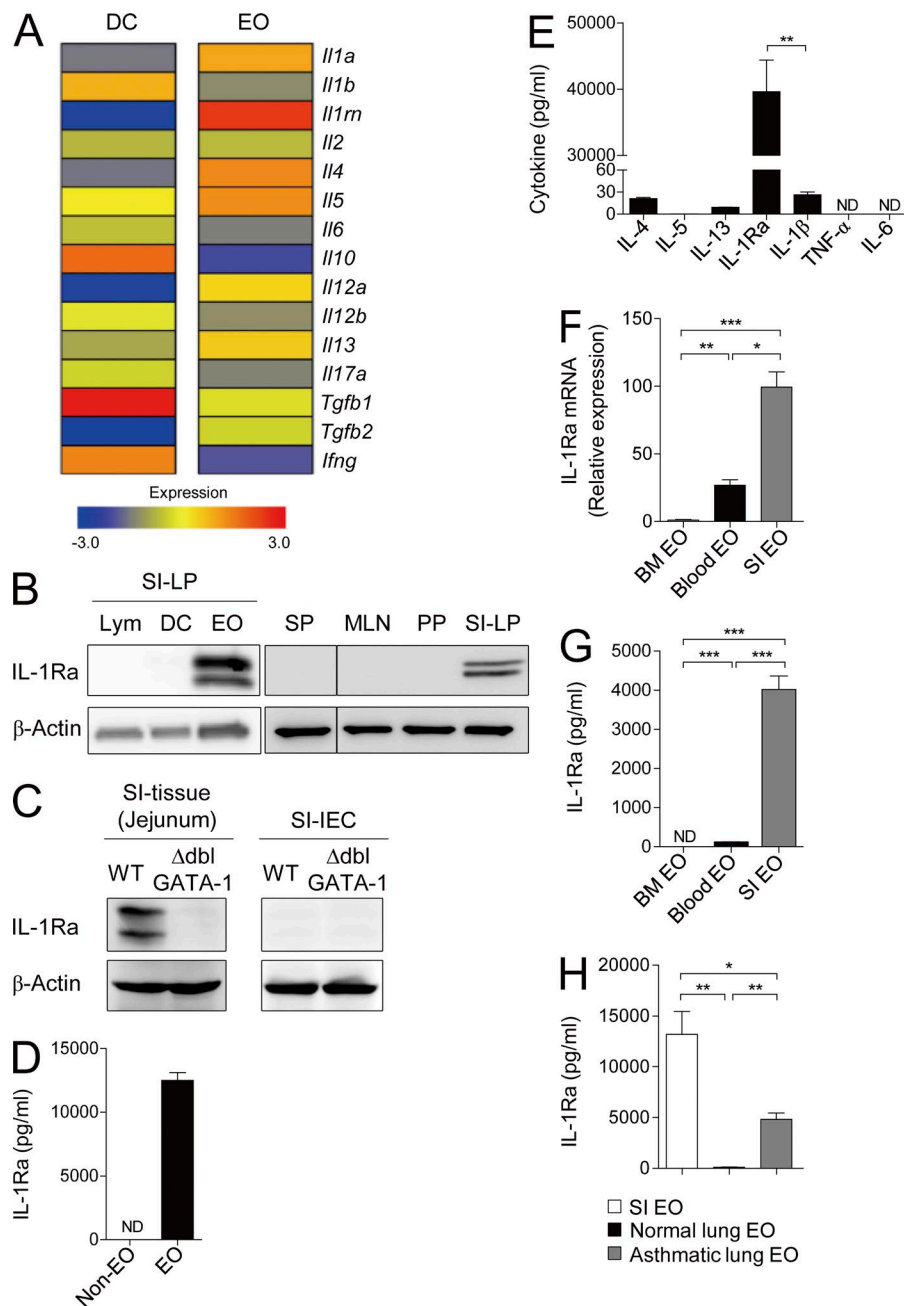 A
DC EO
Il1a
Il1b
Il1rn
Il2
Il4
Il5
Il6
Il10
Il12a
Il12b
Il13
Il17a
Tgfb1
Tgfb2
Ifng
Expression
-3.0 3.0
B
SI-LP
Lym DC EO SP MLN PP SI-LP
IL-1Ra
β-Actin
C
SI-tissue
(Jejunum)
SI-IEC
WT Δdbl
GATA-1
WT Δdbl
GATA-1
IL-1Ra
β-Actin
D
IL-1Ra (pg/ml)
15000
10000
5000
0
ND
Non-EO EO
E
Cytokine (pg/ml)
50000
40000
30000
60
30
0
**
ND ND
IL-4 IL-5 IL-13 IL-1Ra IL-1β TNF-α IL-6
F
IL-1Ra mRNA
(Relative expression)
150
100
50
0
***
** *
BM EO Blood EO SI EO
G
IL-1Ra (pg/ml)
5000
4000
3000
2000
1000
0
***
*** ***
ND
BM EO Blood EO SI EO
H
IL-1Ra (pg/ml)
20000
15000
10000
5000
0
*
** **
SI EO
Normal lung EO
Asthmatic lung EO